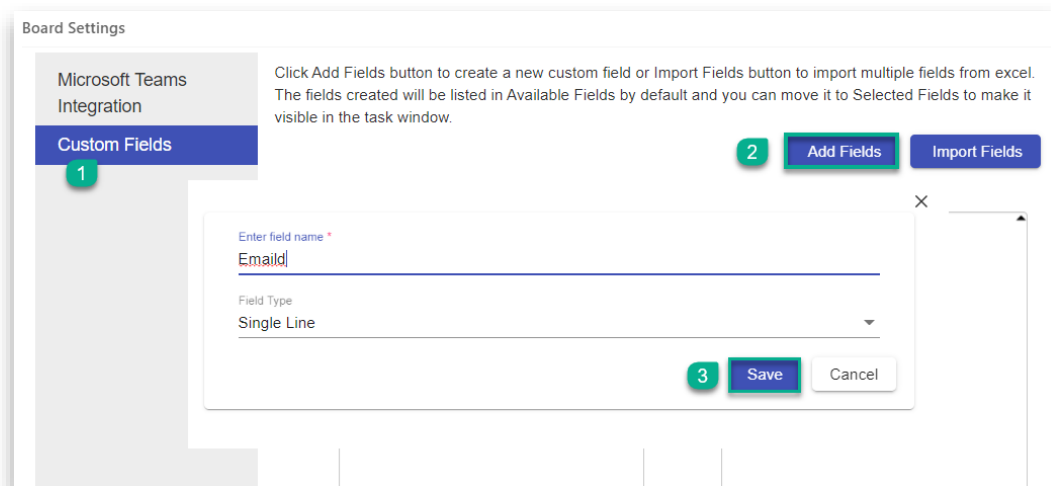 Board Settings
Microsoft Teams
Integration
Custom Fields
1
Click Add Fields button to create a new custom field or Import Fields button to import multiple fields from excel.
The fields created will be listed in Available Fields by default and you can move it to Selected Fields to make it
visible in the task window.
2 Add Fields Import Fields
Enter field name *
Emaild
Field Type
Single Line
3 Save Cancel